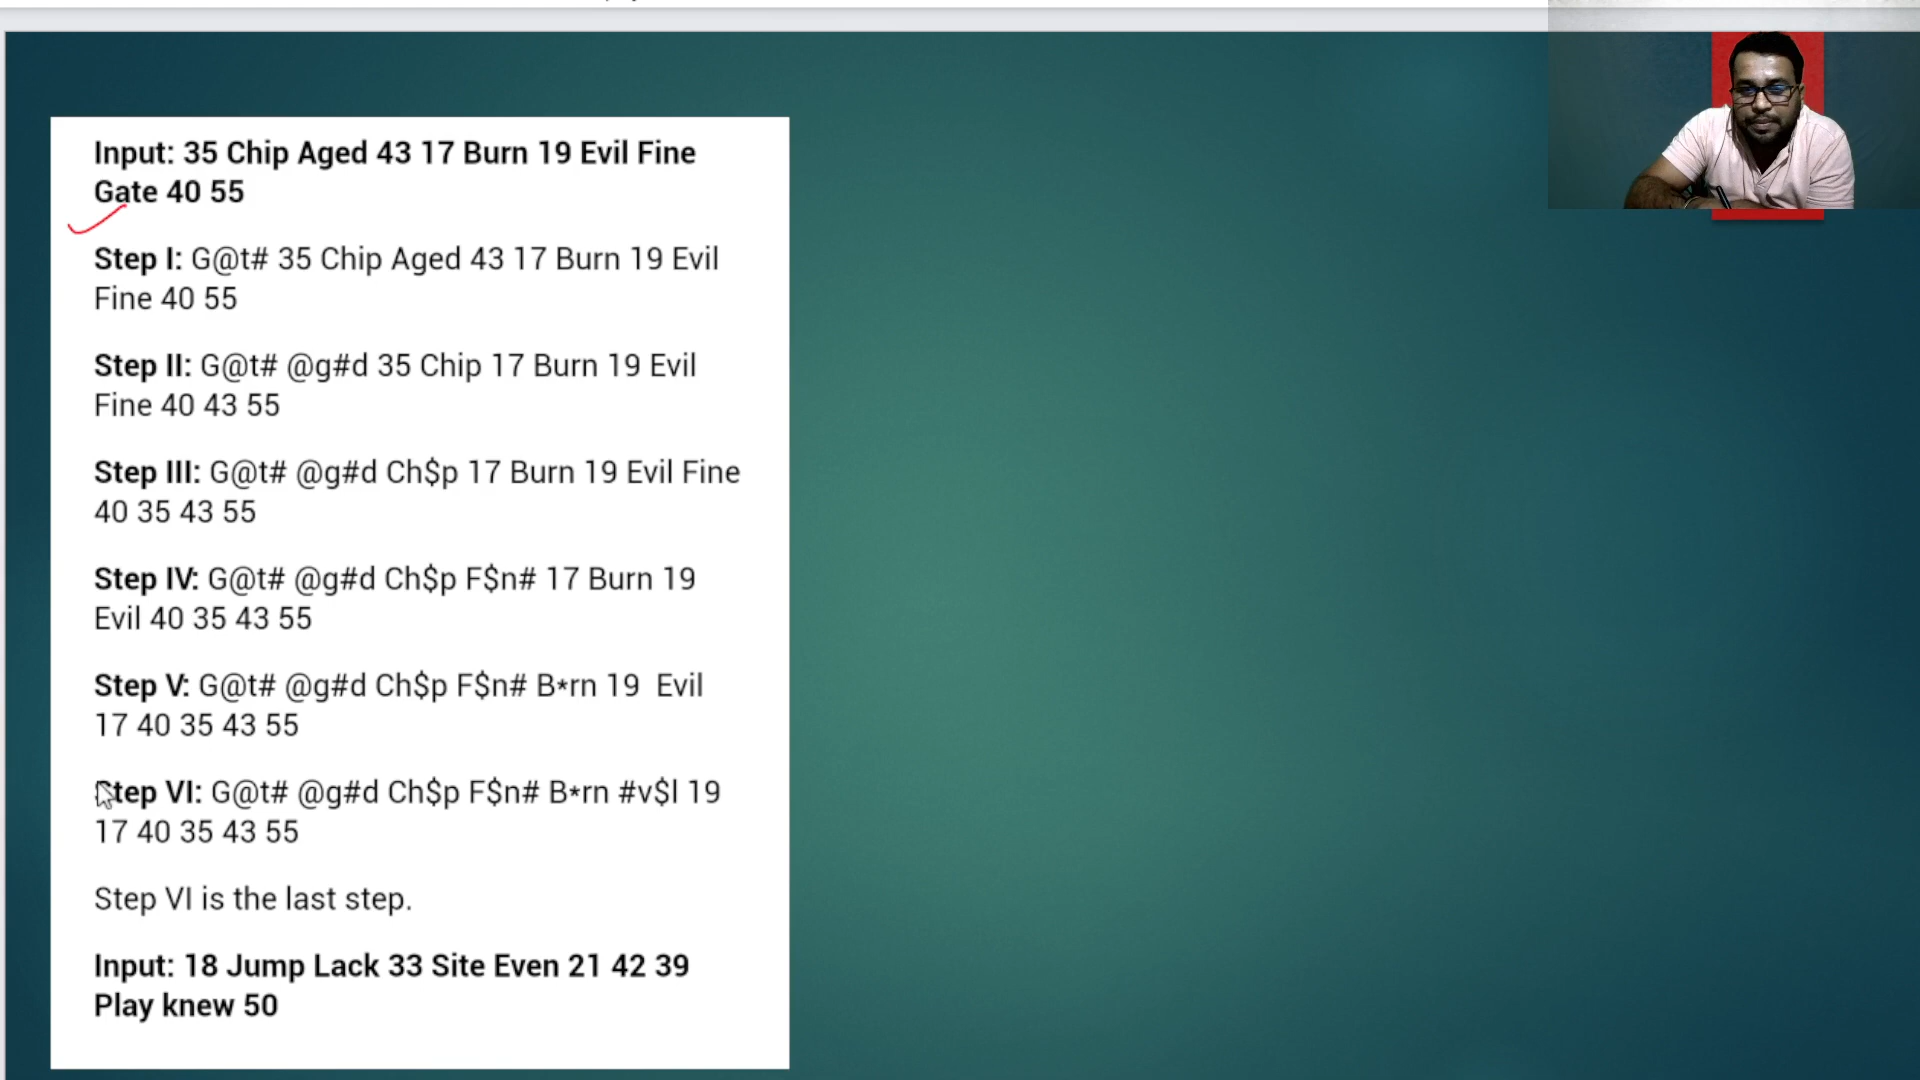 Input: 35 Chip Aged 43 17 Burn 19 Evil Fine
Gate 40 55
Step I: G@t# 35 Chip Aged 43 17 Burn 19 Evil
Fine 40 55
Step II: G@t# @g#d 35 Chip 17 Burn 19 Evil
Fine 40 43 55
Step III: G@t# @g#d Ch$p 17 Burn 19 Evil Fine
40 35 43 55
Step IV: G@t# @g#d Ch$p F$n# 17 Burn 19
Evil 40 35 43 55
Step V: G@t# @g#d Ch$p F$n# B*rn 19  Evil
17 40 35 43 55
Step VI: G@t# @g#d Ch$p F$n# B*rn #v$l 19
17 40 35 43 55
Step VI is the last step.
Input: 18 Jump Lack 33 Site Even 21 42 39
Play knew 50